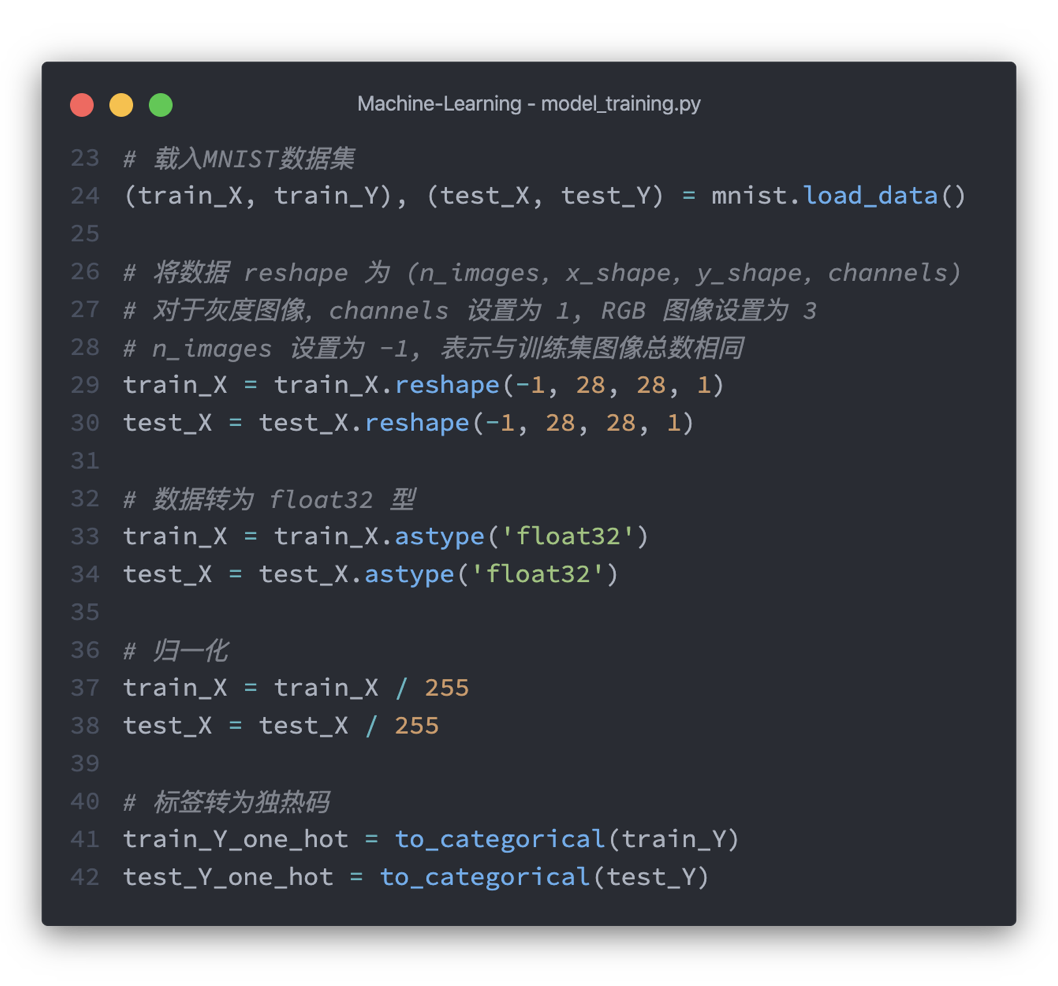 Machine-Learning - model_training.py
23 # 载入MNIST数据集
24 (train_X, train_Y), (test_X, test_Y) = mnist.load_data()
25
26 # 将数据 reshape 为 (n_images, x_shape, y_shape, channels)
27 # 对于灰度图像, channels 设置为 1, RGB 图像设置为 3
28 # n_images 设置为 -1, 表示与训练集图像总数相同
29 train_X = train_X.reshape(-1, 28, 28, 1)
30 test_X = test_X.reshape(-1, 28, 28, 1)
31
32 # 数据转为 float32 型
33 train_X = train_X.astype('float32')
34 test_X = test_X.astype('float32')
35
36 # 归一化
37 train_X = train_X / 255
38 test_X = test_X / 255
39
40 # 标签转为独热码
41 train_Y_one_hot = to_categorical(train_Y)
42 test_Y_one_hot = to_categorical(test_Y)